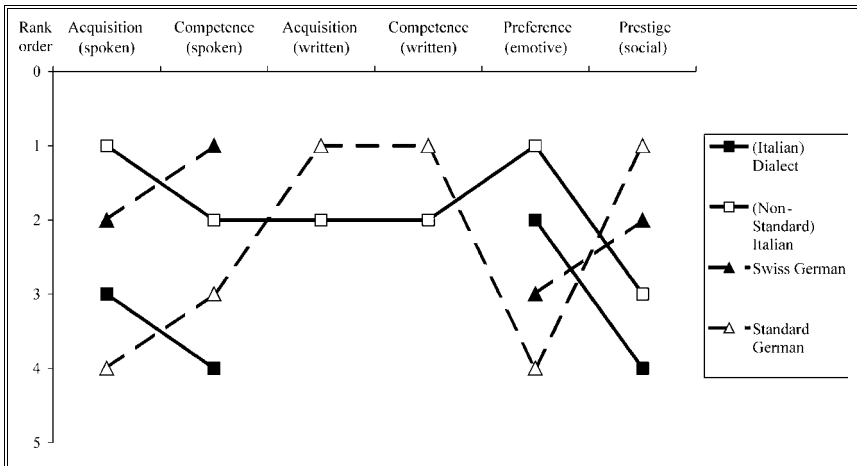 Rank order
Acquisition (spoken)
Competence (spoken)
Acquisition (written)
Competence (written)
Preference (emotive)
Prestige (social)
0
1
2
3
4
5
(Italian)
Dialect
(Non-
Standard)
Italian
Swiss German
Standard
German